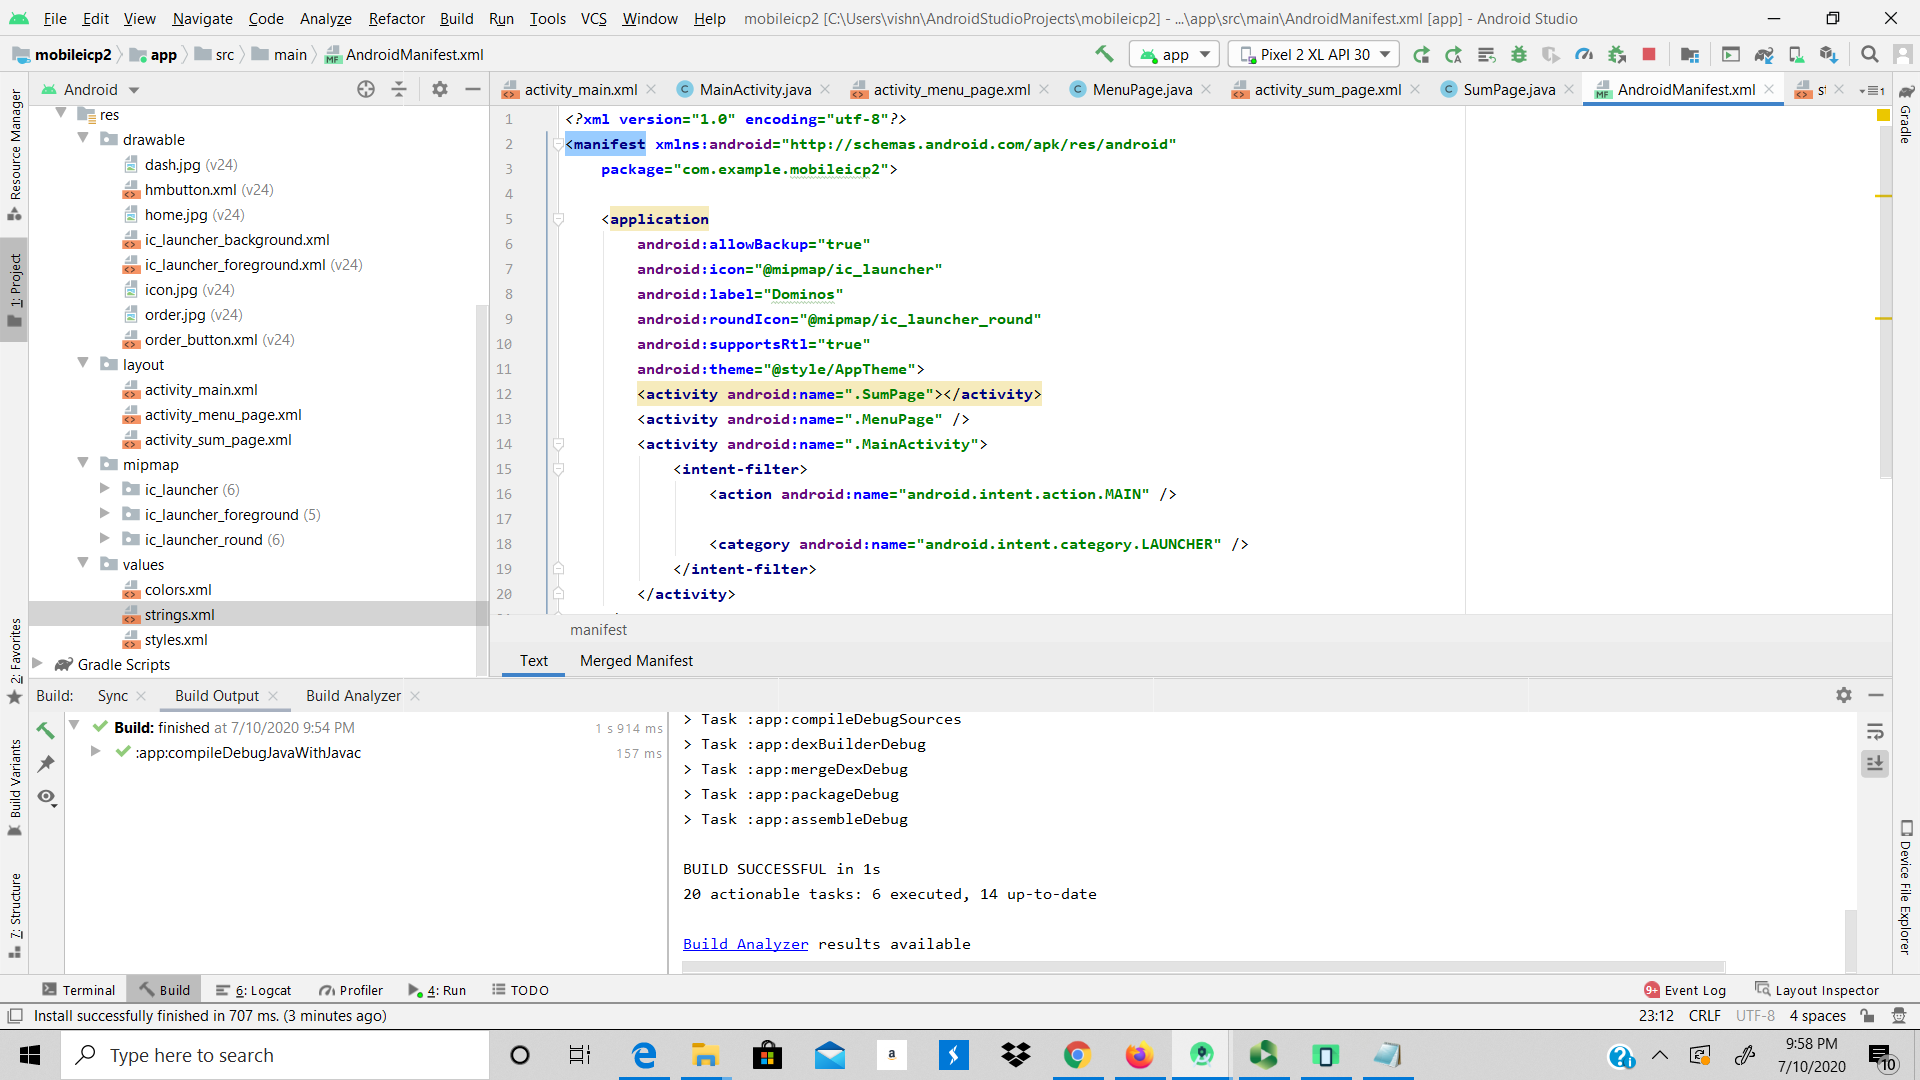 File Edit View Navigate Code Analyze Refactor Build Run Tools VCS Window Help mobileicp2 [C:\Users\vishn\AndroidStudioProjects\mobileicp2] - ...\app\src\main\AndroidManifest.xml [app] - Android Studio
mobileicp2 app src main AndroidManifest.xml app Pixel 2 XL API 30
Android
activity_main.xml MainActivity.java activity_menu_page.xml MenuPage.java activity_sum_page.xml SumPage.java AndroidManifest.xml
Resource Manager
1: Project
2: Favorites
Build Variants
7: Structure
res
drawable
dash.jpg (v24)
hmbutton.xml (v24)
home.jpg (v24)
ic_launcher_background.xml
ic_launcher_foreground.xml (v24)
icon.jpg (v24)
order.jpg (v24)
order_button.xml (v24)
layout
activity_main.xml
activity_menu_page.xml
activity_sum_page.xml
mipmap
ic_launcher (6)
ic_launcher_foreground (5)
ic_launcher_round (6)
values
colors.xml
strings.xml
styles.xml
Gradle Scripts
1 <?xml version="1.0" encoding="utf-8"?>
2 <manifest xmlns:android="http://schemas.android.com/apk/res/android"
3 package="com.example.mobileicp2">
4
5 <application
6 android:allowBackup="true"
7 android:icon="@mipmap/ic_launcher"
8 android:label="Dominos"
9 android:roundIcon="@mipmap/ic_launcher_round"
10 android:supportsRtl="true"
11 android:theme="@style/AppTheme">
12 <activity android:name=".SumPage"></activity>
13 <activity android:name=".MenuPage" />
14 <activity android:name=".MainActivity">
15 <intent-filter>
16 <action android:name="android.intent.action.MAIN" />
17
18 <category android:name="android.intent.category.LAUNCHER" />
19 </intent-filter>
20 </activity>
manifest
Text Merged Manifest
Gradle
Device File Explorer
Build: Sync Build Output Build Analyzer
Build: finished at 7/10/2020 9:54 PM 1 s 914 ms
:app:compileDebugJavaWithJavac 157 ms
> Task :app:compileDebugSources
> Task :app:dexBuilderDebug
> Task :app:mergeDexDebug
> Task :app:packageDebug
> Task :app:assembleDebug
BUILD SUCCESSFUL in 1s
20 actionable tasks: 6 executed, 14 up-to-date
Build Analyzer results available
Terminal Build 6: Logcat Profiler 4: Run TODO 9+ Event Log Layout Inspector
Install successfully finished in 707 ms. (3 minutes ago) 23:12 CRLF UTF-8 4 spaces
Type here to search
9:58 PM
7/10/2020
10